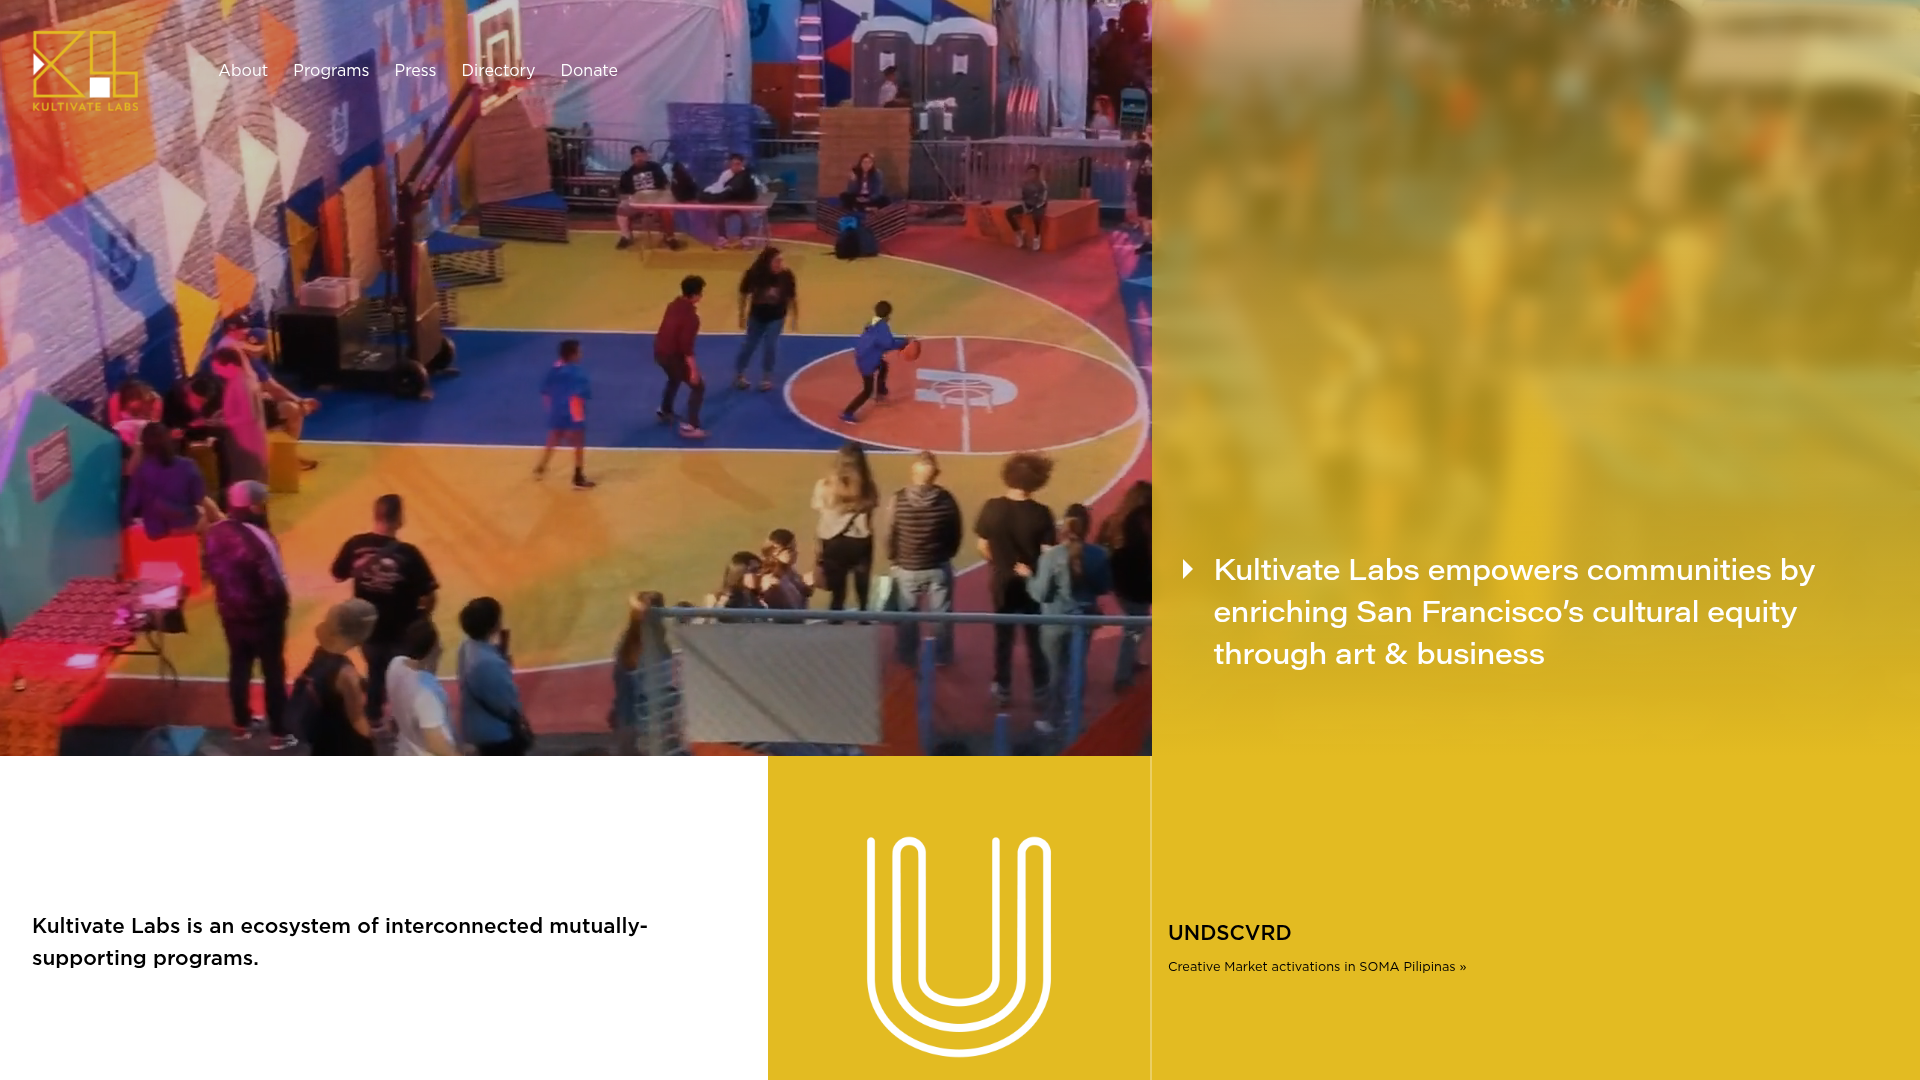 KULTIVATE LABS
About Programs Press Directory Donate
Kultivate Labs empowers communities by
enriching San Francisco's cultural equity
through art & business
Kultivate Labs is an ecosystem of interconnected mutually-
supporting programs.
UNDSCVRD
Creative Market activations in SOMA Pilipinas »